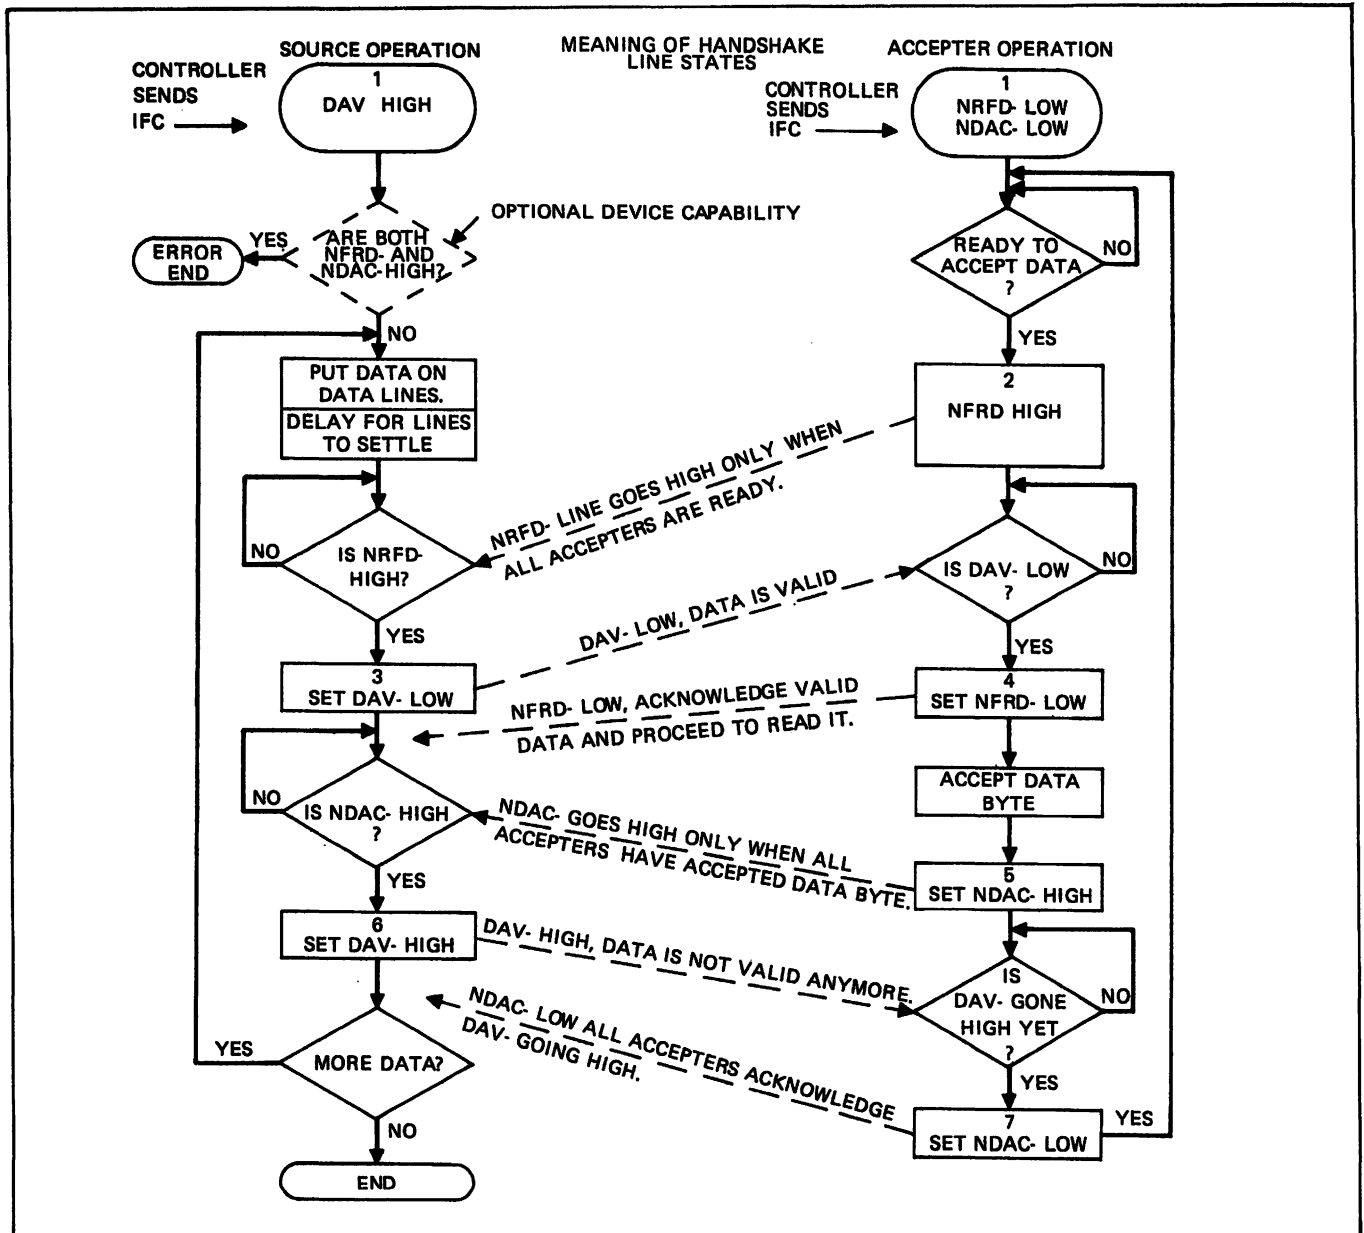 SOURCE OPERATION
CONTROLLER
SENDS
IFC
1
DAV HIGH
OPTIONAL DEVICE CAPABILITY
ARE BOTH
NFRD- AND
NDAC-HIGH?
YES
ERROR
END
NO
PUT DATA ON
DATA LINES.
DELAY FOR LINES
TO SETTLE
IS NRFD-
HIGH?
NO
YES
3
SET DAV- LOW
IS NDAC- HIGH
?
NO
YES
6
SET DAV- HIGH
MORE DATA?
YES
NO
END
MEANING OF HANDSHAKE
LINE STATES
NRFD- LINE GOES HIGH ONLY WHEN
ALL ACCEPTERS ARE READY.
DAV- LOW, DATA IS VALID
NFRD- LOW, ACKNOWLEDGE VALID
DATA AND PROCEED TO READ IT.
NDAC- GOES HIGH ONLY WHEN ALL
ACCEPTERS HAVE ACCEPTED DATA BYTE.
DAV- HIGH, DATA IS NOT VALID ANYMORE.
NDAC- LOW ALL ACCEPTERS ACKNOWLEDGE
DAV- GOING HIGH.
ACCEPTER OPERATION
CONTROLLER
SENDS
IFC
1
NRFD- LOW
NDAC- LOW
READY TO
ACCEPT DATA
?
NO
YES
2
NFRD HIGH
IS DAV- LOW
?
NO
YES
4
SET NFRD- LOW
ACCEPT DATA
BYTE
5
SET NDAC- HIGH
IS
DAV- GONE
HIGH YET
?
NO
YES
7
SET NDAC- LOW
YES